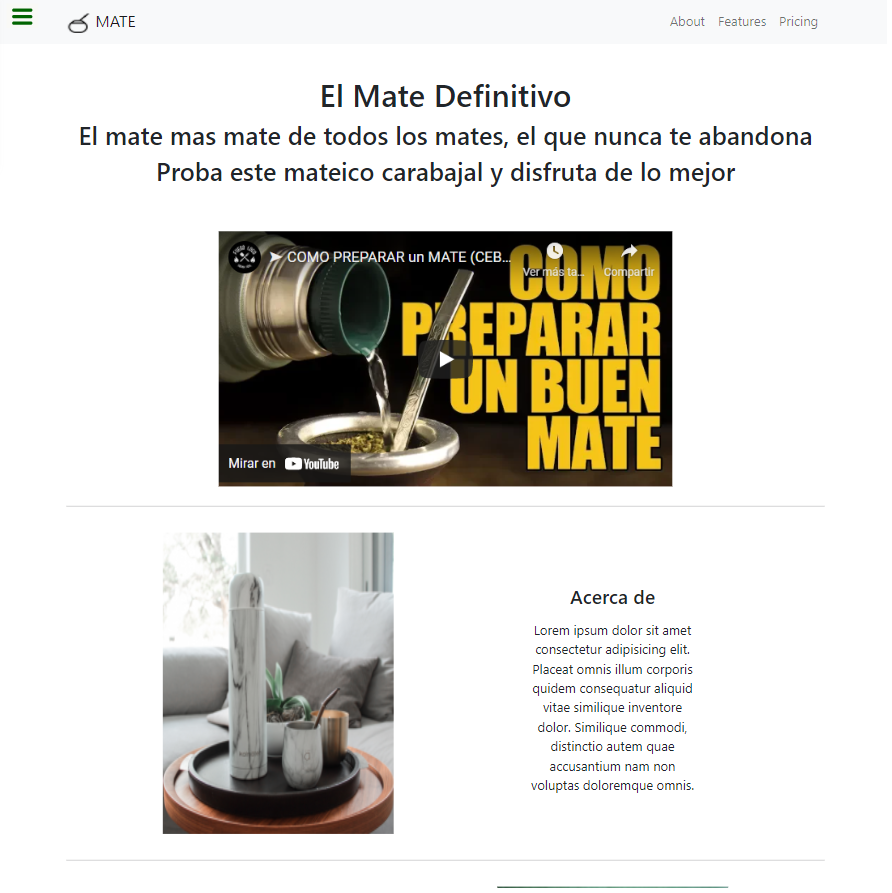 MATE
About Features Pricing
El Mate Definitivo
El mate mas mate de todos los mates, el que nunca te abandona
Proba este mateico carabajal y disfruta de lo mejor
➤ COMO PREPARAR un MATE (CEB...
Ver más ta...
Compartir
COMO
PREPARAR
UN BUEN
MATE
Mirar en YouTube
Acerca de
Lorem ipsum dolor sit amet
consectetur adipisicing elit.
Placeat omnis illum corporis
quidem consequatur aliquid
vitae similique inventore
dolor. Similique commodi,
distinctio autem quae
accusantium nam non
voluptas doloremque omnis.